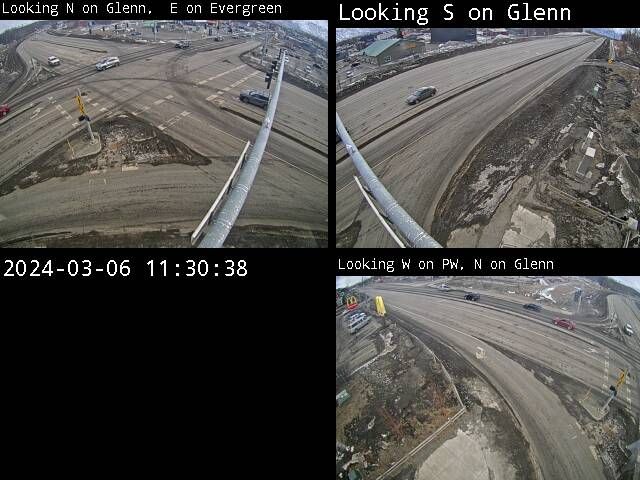 Looking N on Glenn,  E on Evergreen
Looking S on Glenn
2024-03-06 11:30:38
Looking W on PW, N on Glenn